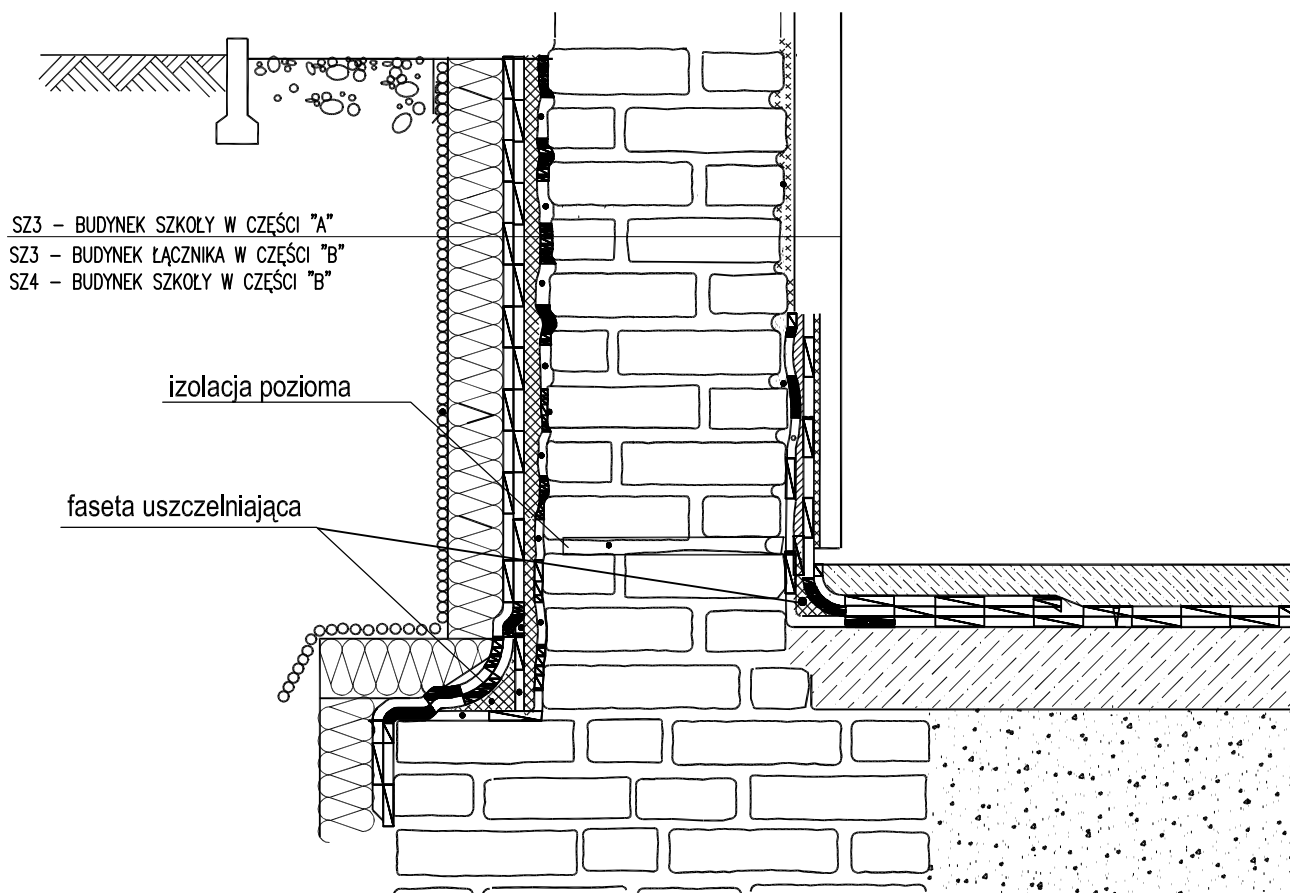 SZ3 – BUDYNEK SZKOŁY W CZĘŚCI "A"
SZ3 – BUDYNEK ŁĄCZNIKA W CZĘŚCI "B"
SZ4 – BUDYNEK SZKOŁY W CZĘŚCI "B"
izolacja pozioma
faseta uszczelniająca